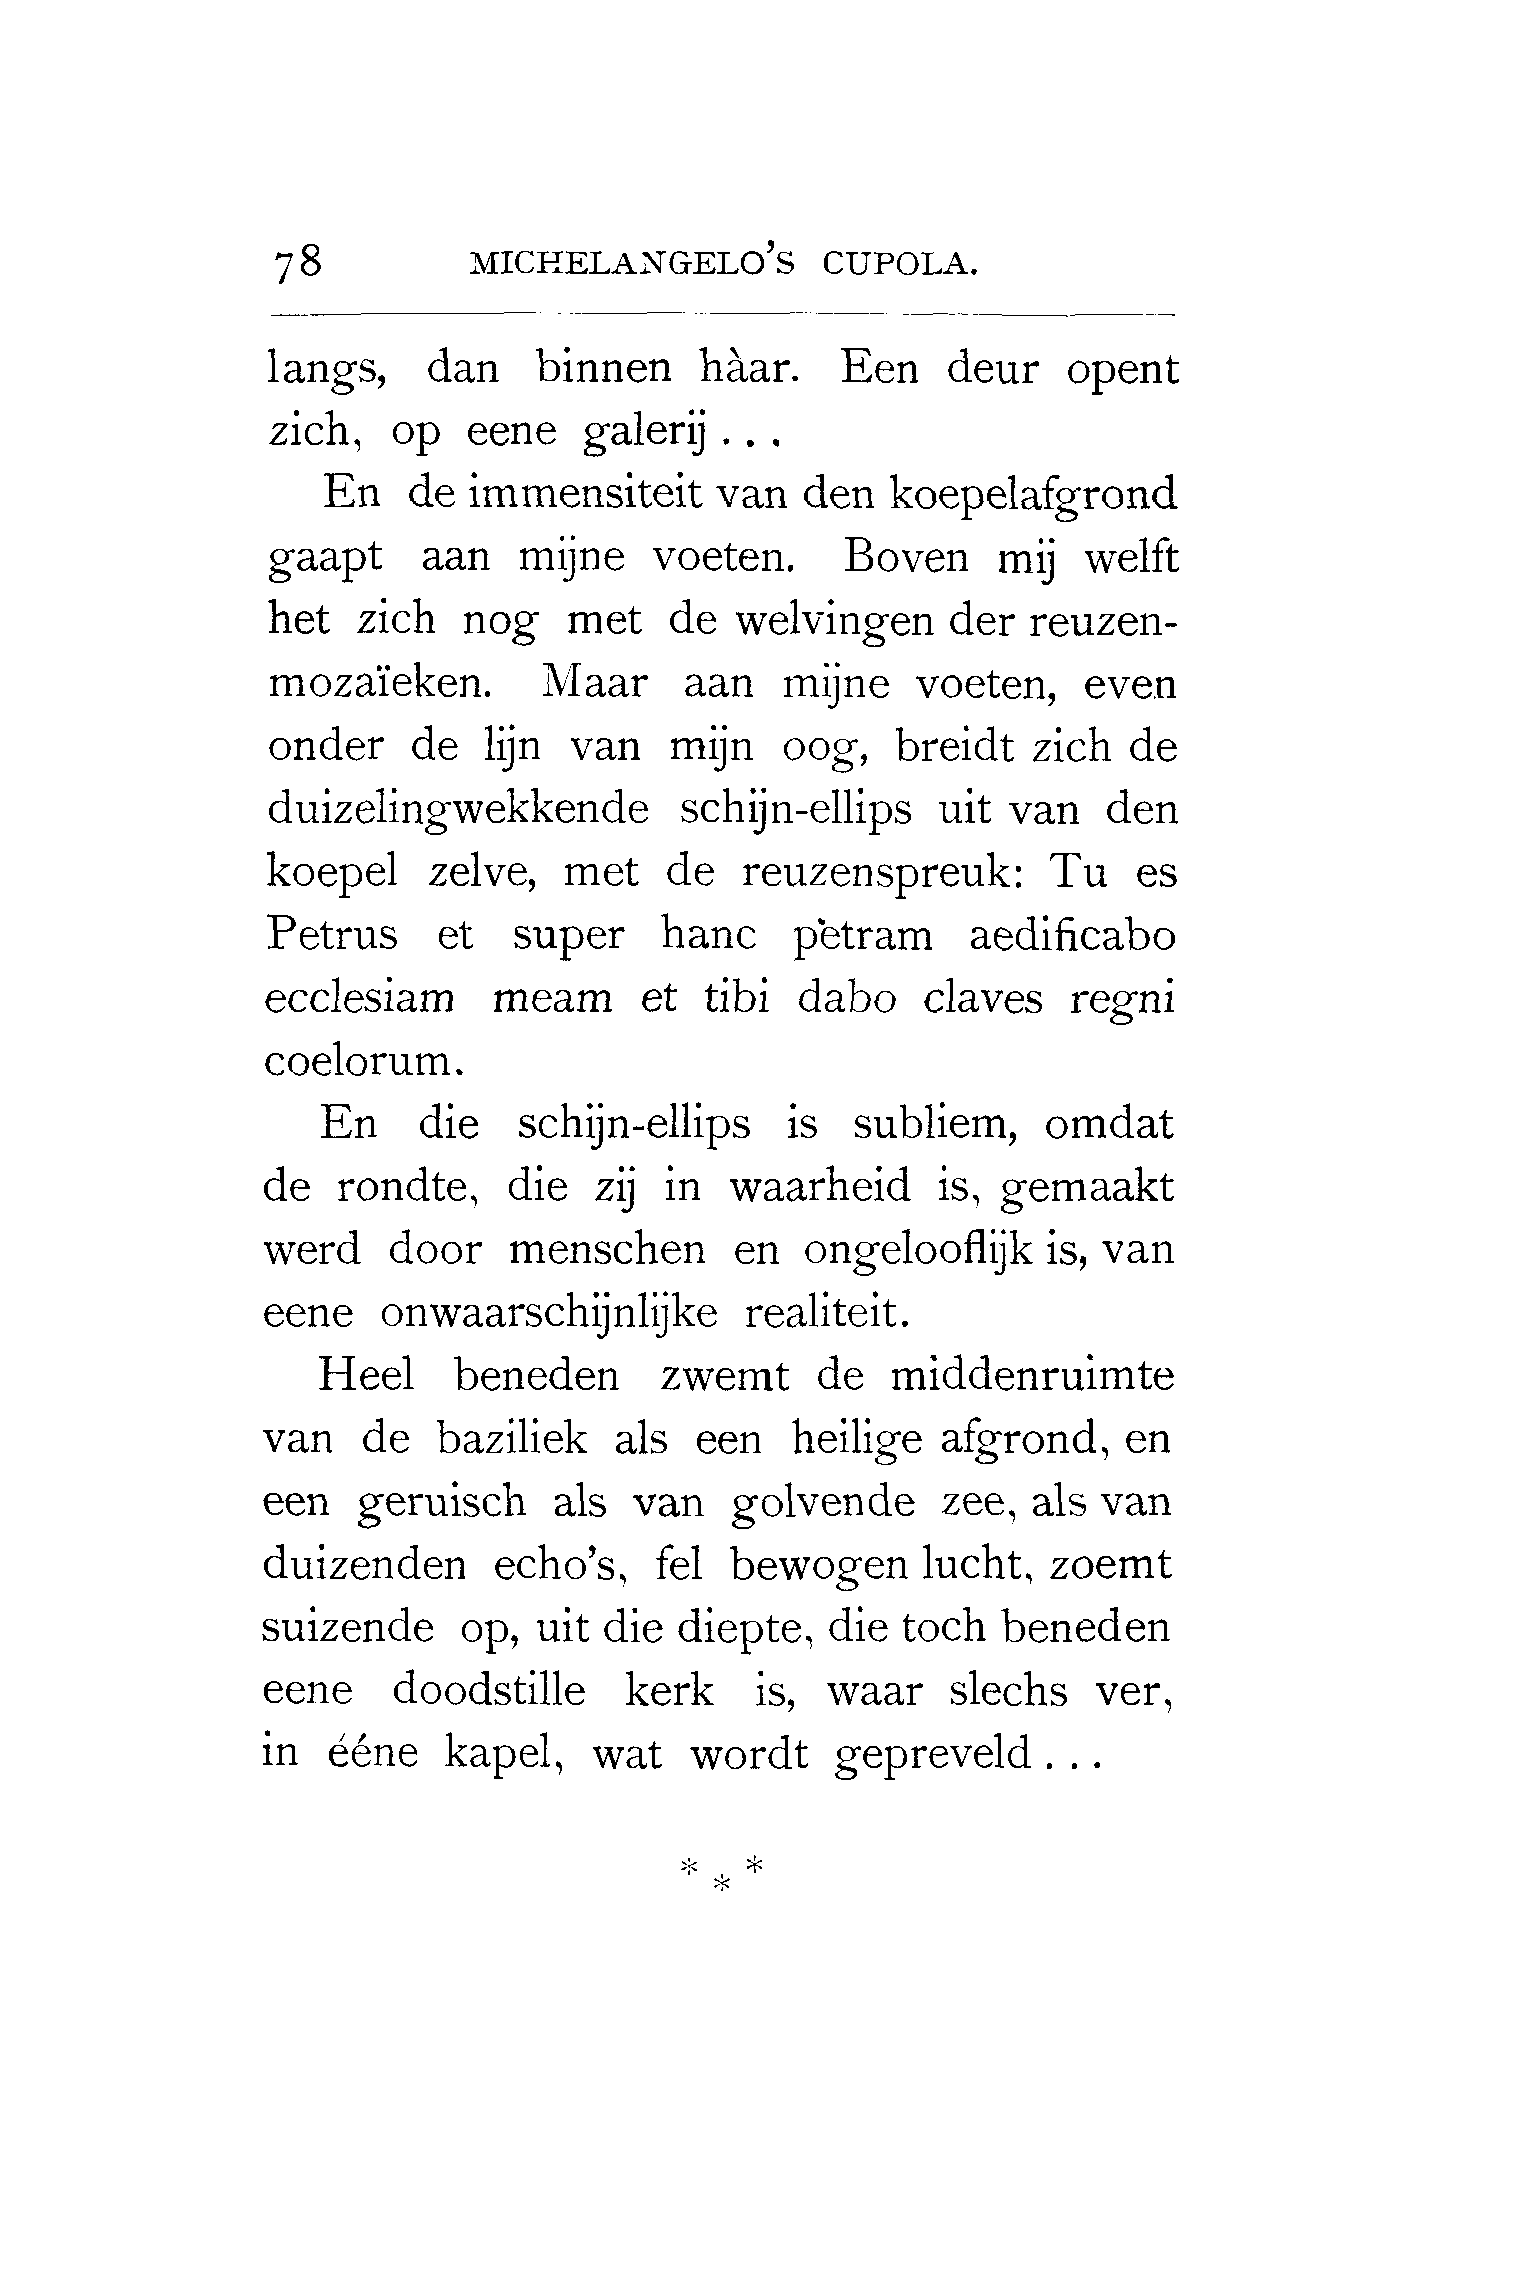 78 MICHELANGELO'S CUPOLA.
langs, dan binnen hàar. Een deur opent
zich, op eene galerij...
En de immensiteit van den koepelafgrond
gaapt aan mijne voeten. Boven mij welft
het zich nog met de welvingen der reuzen-
mozaïeken. Maar aan mijne voeten, even
onder de lijn van mijn oog, breidt zich de
duizelingwekkende schijn-ellips uit van den
koepel zelve, met de reuzenspreuk: Tu es
Petrus et super hanc petram aedificabo
ecclesiam meam et tibi dabo claves regni
coelorum.
En die schijn-ellips is subliem, omdat
de rondte, die zij in waarheid is, gemaakt
werd door menschen en ongelooflijk is, van
eene onwaarschijnlijke realiteit.
Heel beneden zwemt de middenruimte
van de baziliek als een heilige afgrond, en
een geruisch als van golvende zee, als van
duizenden echo's, fel bewogen lucht, zoemt
suizende op, uit die diepte, die toch beneden
eene doodstille kerk is, waar slechs ver,
in ééne kapel, wat wordt gepreveld...
* * *